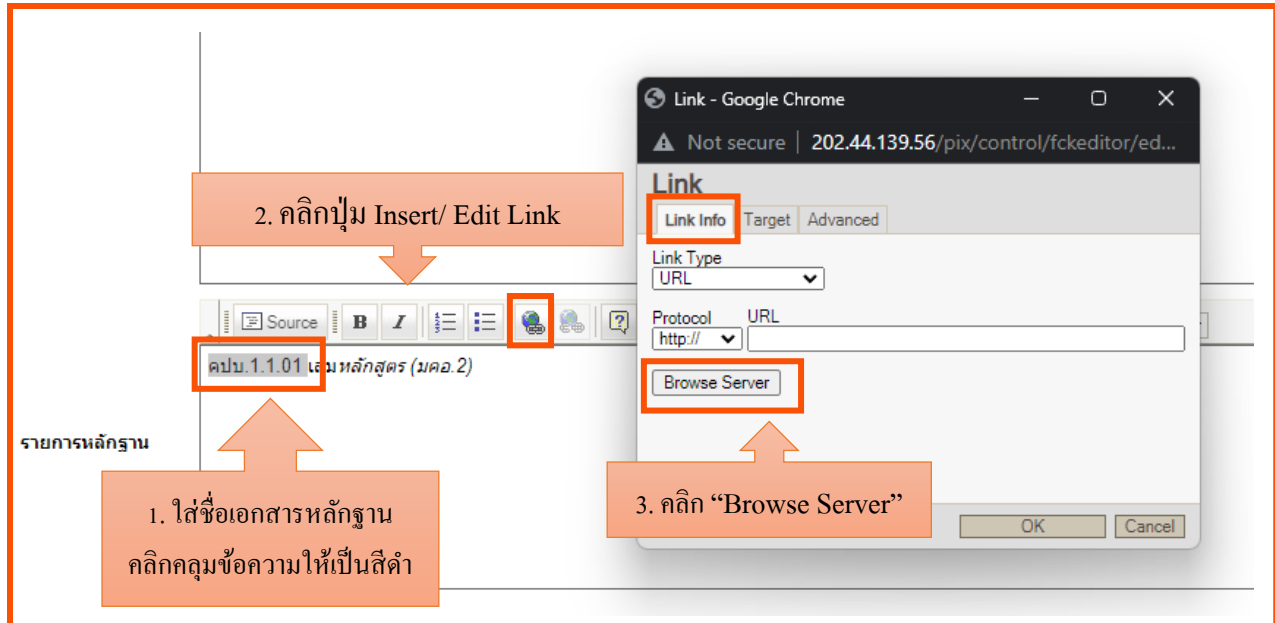 Link - Google Chrome
Not secure | 202.44.139.56/pix/control/fckeditor/ed...
Link
Link Info Target Advanced
2. คลิกปุ่ม Insert/ Edit Link
Link Type
URL
Source B I
Protocol URL
http://
คปบ.1.1.01 เล่มหลักสูตร (มคอ.2)
Browse Server
รายการหลักฐาน
1. ใส่ชื่อเอกสารหลักฐาน
คลิกคลุมข้อความให้เป็นสีดำ
3. คลิก “Browse Server”
OK Cancel